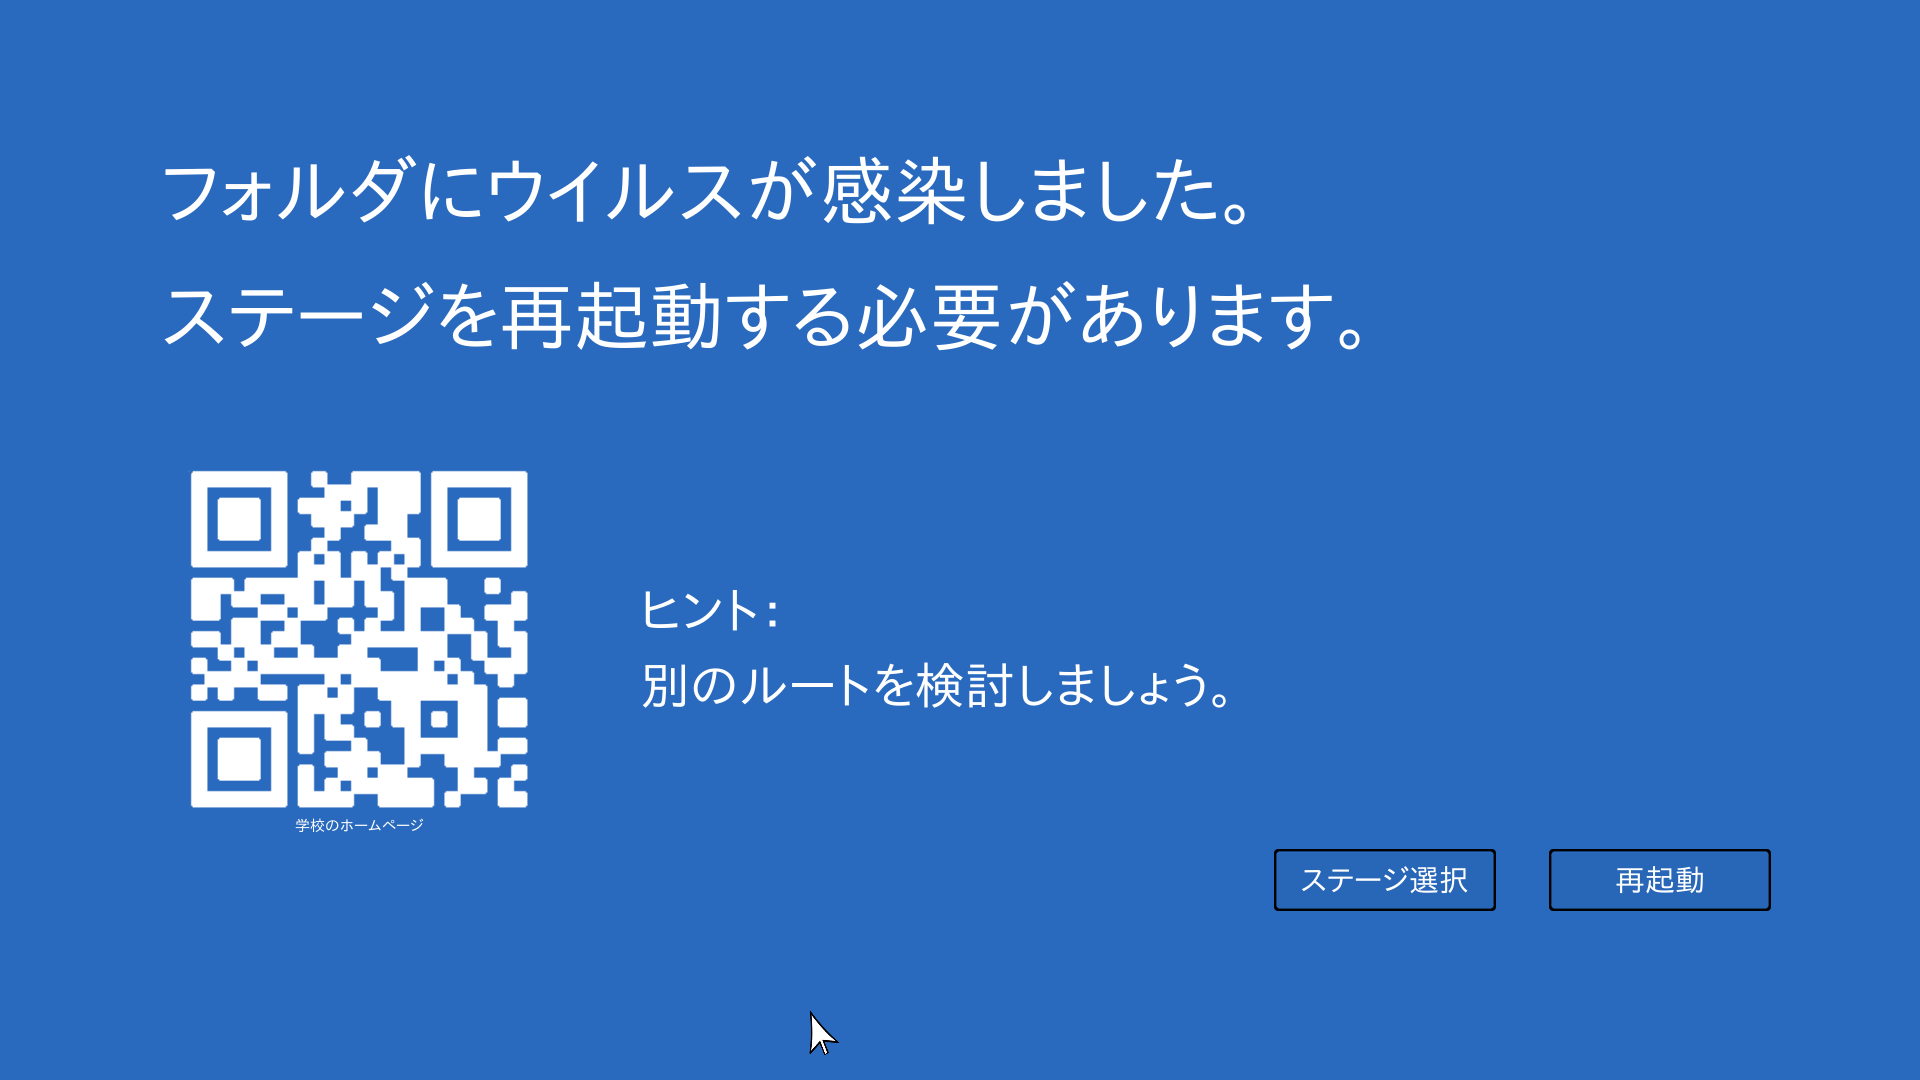 フォルダにウイルスが感染しました。
ステージを再起動する必要があります。
ヒント:
別のルートを検討しましょう。
学校のホームページ
ステージ選択
再起動